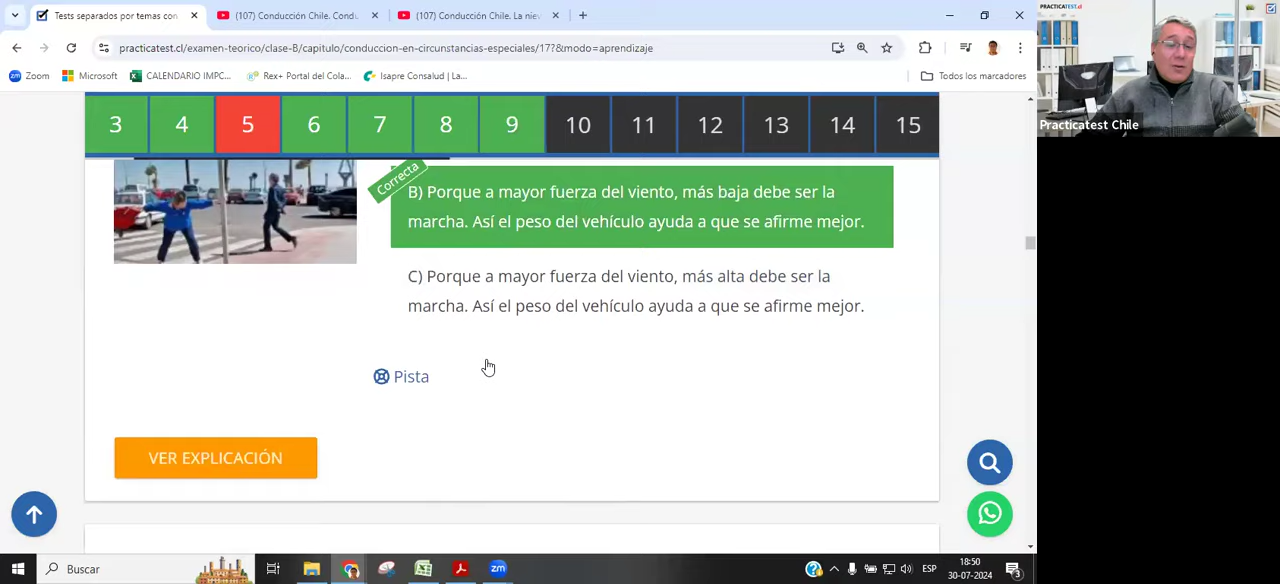 Tests separados por temas con
(107) Conducción Chile. C
(107) Conducción Chile. La nie
practicatest.cl/examen-teorico/clase-B/capitulo/conduccion-en-circunstancias-especiales/17?&modo=aprendizaje
Zoom
Microsoft
CALENDARIO IMPC...
Rex+ Portal del Col...
Isapre Consalud | La...
Todos los marcadores
3 4 5 6 7 8 9 10 11 12 13 14 15
Correcta
B) Porque a mayor fuerza del viento, más baja debe ser la
marcha. Así el peso del vehículo ayuda a que se afirme mejor.
C) Porque a mayor fuerza del viento, más alta debe ser la
marcha. Así el peso del vehículo ayuda a que se afirme mejor.
Pista
VER EXPLICACIÓN
PRACTICATEST.cl
Practicatest Chile
Buscar
ESP
18:50
30-07-2024
3